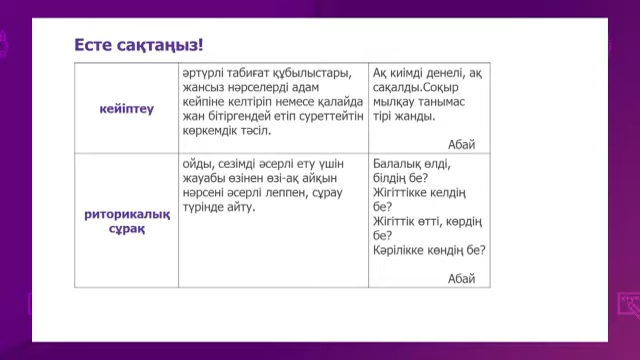 Есте сақтаңыз!
кейіптеу
әртүрлі табиғат құбылыстары,
жансыз нәрселерді адам
кейпіне келтіріп немесе қалайда
жан бітіргендей етіп суреттейтін
көркемдік тәсіл.
Ақ киімді денелі, ақ
сақалды.Соқыр
мылқау танымас
тірі жанды.
Абай
риторикалық
сұрақ
ойды, сезімді әсерлі ету үшін
жауабы өзінен өзі-ақ айқын
нәрсені әсерлі леппен, сұрау
түрінде айту.
Балалық өлді,
білдің бе?
Жігіттікке келдің
бе?
Жігіттік өтті, көрдің
бе?
Кәрілікке көндің бе?
Абай